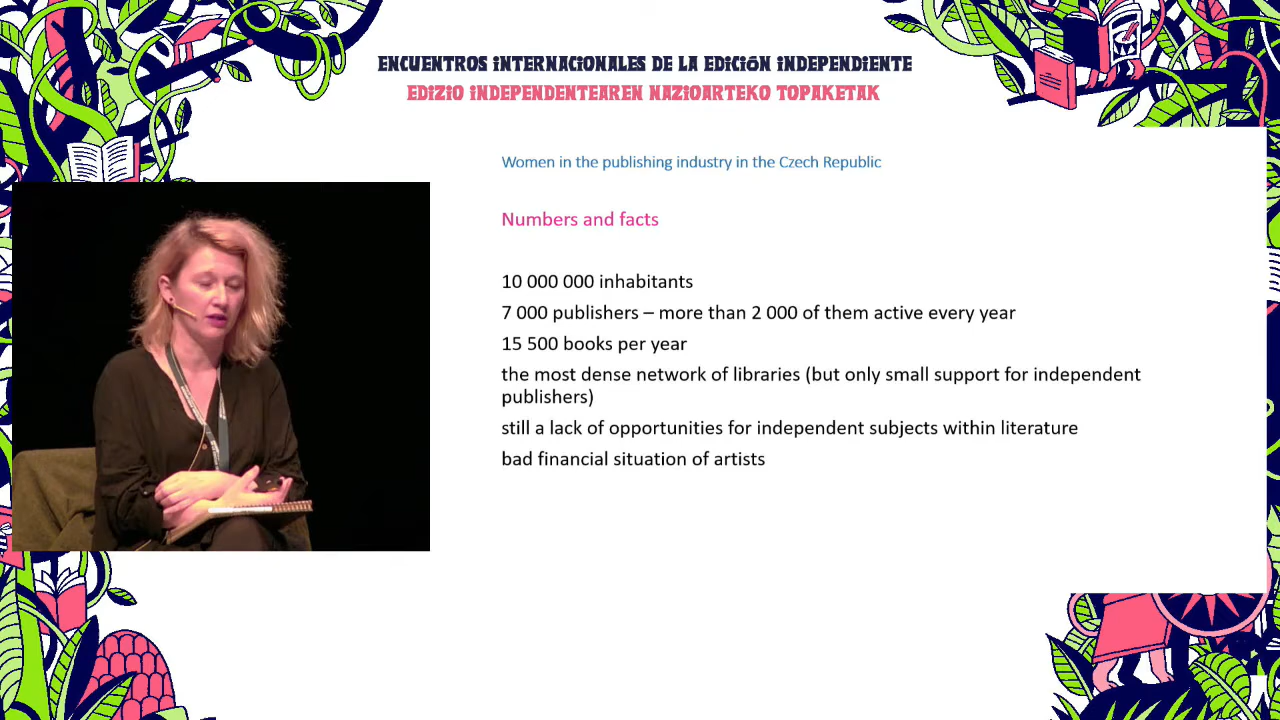 ENCUENTROS INTERNACIONALES DE LA EDICIÓN INDEPENDIENTE
EDIZIO INDEPENDENTEAREN NAZIOARTEKO TOPAKETAK
Women in the publishing industry in the Czech Republic
Numbers and facts
10 000 000 inhabitants
7 000 publishers – more than 2 000 of them active every year
15 500 books per year
the most dense network of libraries (but only small support for independent
publishers)
still a lack of opportunities for independent subjects within literature
bad financial situation of artists